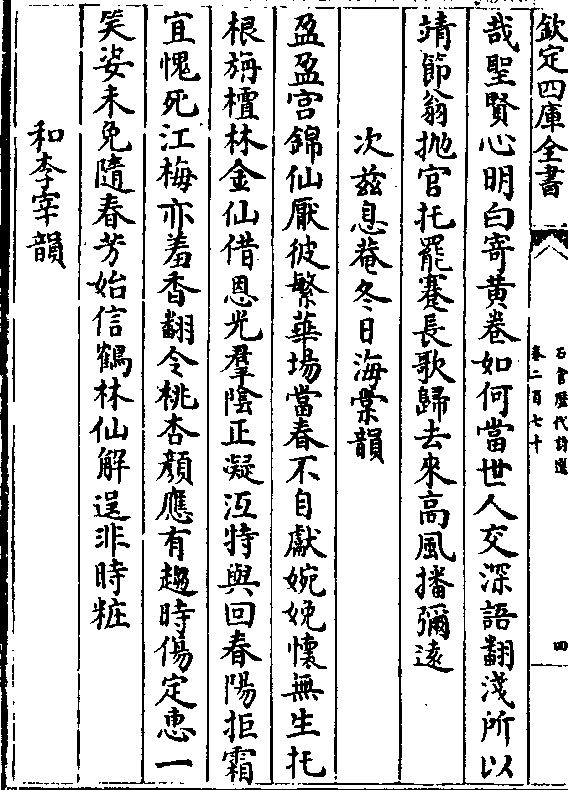 欽定四庫全書
石倉歷代詩選
卷二百七十
四
哉聖賢心明白寄黃卷如何當世人交深語翻淺所以
靖節翁抛官托罷蹇長歌歸去來高風播彌遠
次兹息菴冬日海棠韻
盈盈宫錦仙厭彼繁華場當春不自獻婉娩懷無生托
根旃檀林金仙借恩光羣陰正凝沍特與回春陽拒霜
宜愧死江梅亦羞香翻令桃杏顔應有趨時傷定恵一
笑姿未免隨春芳始信鶴林仙解逞非時粧
和李宰韻